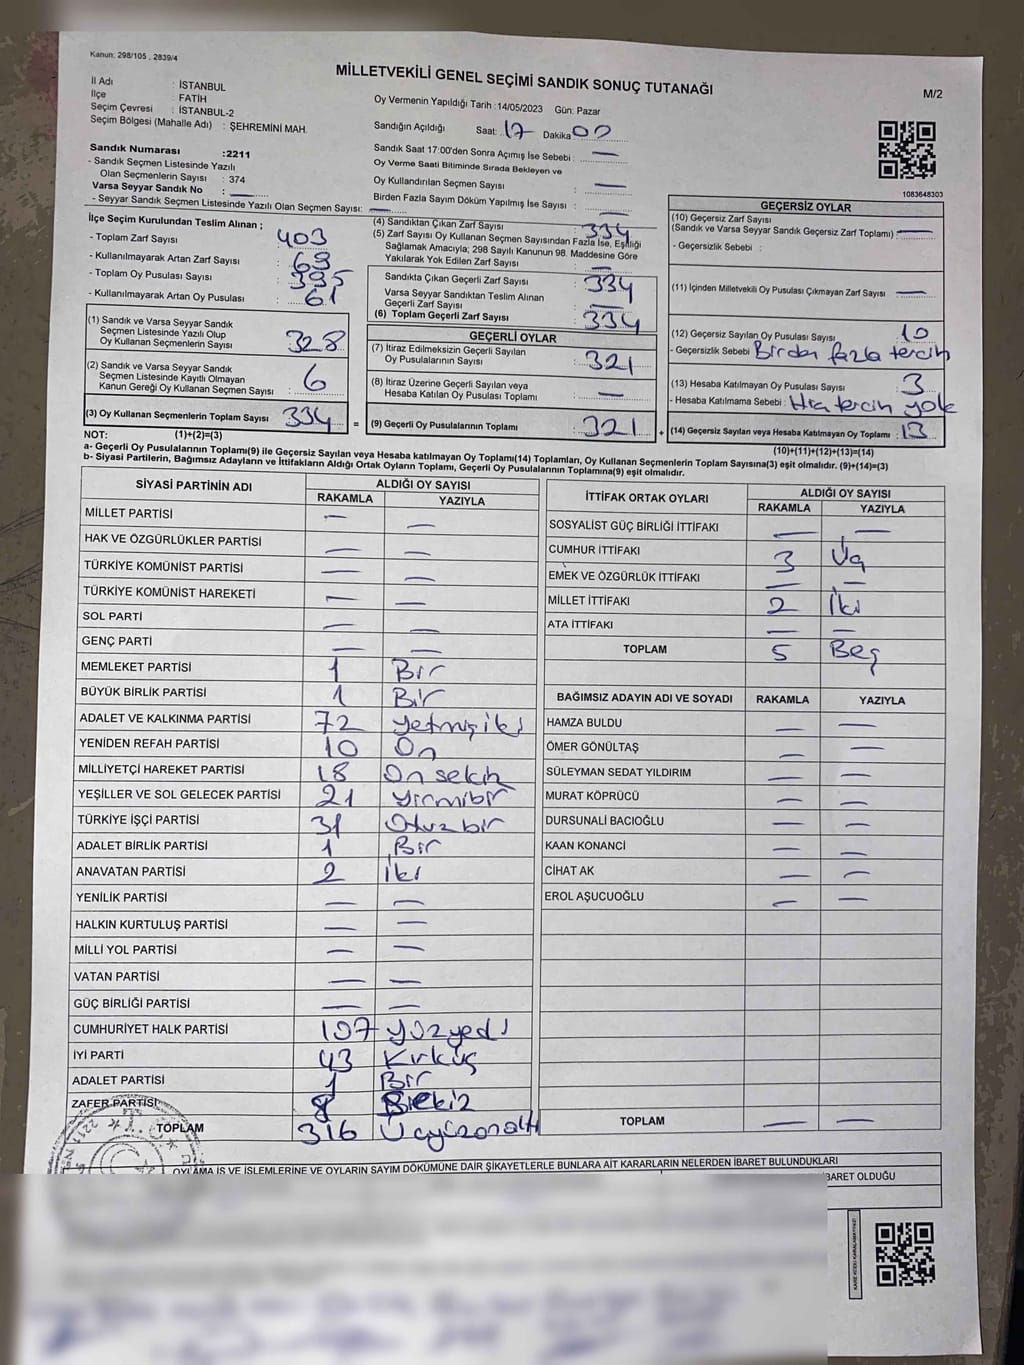 Kanun: 298/105 , 2839/4
MİLLETVEKİLİ GENEL SEÇİMİ SANDIK SONUÇ TUTANAĞI
M/2
İl Adı : İSTANBUL
İlçe : FATİH
Seçim Çevresi : İSTANBUL-2
Seçim Bölgesi (Mahalle Adı) : ŞEHREMİNİ MAH.
Oy Vermenin Yapıldığı Tarih :14/05/2023 Gün: Pazar
Sandığın Açıldığı Saat: 17 Dakika 00
Sandık Numarası :2211
- Sandık Seçmen Listesinde Yazılı
Olan Seçmenlerin Sayısı : 374
Varsa Seyyar Sandık No : —
- Seyyar Sandık Seçmen Listesinde Yazılı Olan Seçmen Sayısı: —
Sandık Saat 17:00'den Sonra Açımış İse Sebebi : —
Oy Verme Saati Bitiminde Sırada Bekleyen ve
Oy Kullandırılan Seçmen Sayısı : —
Birden Fazla Sayım Döküm Yapılmış İse Sayısı : —
1083648303
İlçe Seçim Kurulundan Teslim Alınan ;
- Toplam Zarf Sayısı : 403
- Kullanılmayarak Artan Zarf Sayısı : 69
- Toplam Oy Pusulası Sayısı : 395
- Kullanılmayarak Artan Oy Pusulası : 61
(1) Sandık ve Varsa Seyyar Sandık
Seçmen Listesinde Yazılı Olup
Oy Kullanan Seçmenlerin Sayısı : 328
(2) Sandık ve Varsa Seyyar Sandık
Seçmen Listesinde Kayıtlı Olmayan
Kanun Gereği Oy Kullanan Seçmen Sayısı : 6
(3) Oy Kullanan Seçmenlerin Toplam Sayısı : 334
(4) Sandıktan Çıkan Zarf Sayısı : 334
(5) Zarf Sayısı Oy Kullanan Seçmen Sayısından Fazla İse, Eşitliği
Sağlamak Amacıyla; 298 Sayılı Kanunun 98. Maddesine Göre
Yakılarak Yok Edilen Zarf Sayısı : —
Sandıkta Çıkan Geçerli Zarf Sayısı : 334
Varsa Seyyar Sandıktan Teslim Alınan
Geçerli Zarf Sayısı : —
(6) Toplam Geçerli Zarf Sayısı : 334
GEÇERLİ OYLAR
(7) İtiraz Edilmeksizin Geçerli Sayılan
Oy Pusulalarının Sayısı : 321
(8) İtiraz Üzerine Geçerli Sayılan veya
Hesaba Katılan Oy Pusulası Toplamı : —
= (9) Geçerli Oy Pusulalarının Toplamı : 321
GEÇERSİZ OYLAR
(10) Geçersiz Zarf Sayısı
(Sandık ve Varsa Seyyar Sandık Geçersiz Zarf Toplamı) : —
- Geçersizlik Sebebi :
(11) İçinden Milletvekili Oy Pusulası Çıkmayan Zarf Sayısı : —
(12) Geçersiz Sayılan Oy Pusulası Sayısı : 10
- Geçersizlik Sebebi : Birden fazla tercih
(13) Hesaba Katılmayan Oy Pusulası Sayısı : 3
- Hesaba Katılmama Sebebi : Hiç tercih yok
+ (14) Geçersiz Sayılan veya Hesaba Katılmayan Oy Toplamı : 13
NOT: (1)+(2)=(3)
(10)+(11)+(12)+(13)=(14)
a- Geçerli Oy Pusulalarının Toplamı(9) ile Geçersiz Sayılan veya Hesaba Katılmayan Oy Toplamı(14) Toplamları, Oy Kullanan Seçmenlerin Toplam Sayısına(3) eşit olmalıdır. (9)+(14)=(3)
b- Siyasi Partilerin, Bağımsız Adayların ve İttifakların Aldığı Ortak Oyların Toplamı, Geçerli Oy Pusulalarının Toplamına(9) eşit olmalıdır.
SİYASİ PARTİNİN ADI ALDIĞI OY SAYISI
RAKAMLA YAZIYLA
MİLLET PARTİSİ — —
HAK VE ÖZGÜRLÜKLER PARTİSİ — —
TÜRKİYE KOMÜNİST PARTİSİ — —
TÜRKİYE KOMÜNİST HAREKETİ — —
SOL PARTİ — —
GENÇ PARTİ — —
MEMLEKET PARTİSİ 1 Bir
BÜYÜK BİRLİK PARTİSİ 1 Bir
ADALET VE KALKINMA PARTİSİ 72 Yetmişiki
YENİDEN REFAH PARTİSİ 10 On
MİLLİYETÇİ HAREKET PARTİSİ 18 On sekiz
YEŞİLLER VE SOL GELECEK PARTİSİ 21 Yirmibir
TÜRKİYE İŞÇİ PARTİSİ 31 Otuz bir
ADALET BİRLİK PARTİSİ 1 Bir
ANAVATAN PARTİSİ 2 İki
YENİLİK PARTİSİ — —
HALKIN KURTULUŞ PARTİSİ — —
MİLLİ YOL PARTİSİ — —
VATAN PARTİSİ — —
GÜÇ BİRLİĞİ PARTİSİ — —
CUMHURİYET HALK PARTİSİ 107 Yüzyedi
İYİ PARTİ 43 Kırküç
ADALET PARTİSİ 1 Bir
ZAFER PARTİSİ 8
TOPLAM 316 Üçyüzonaltı
İTTİFAK ORTAK OYLARI ALDIĞI OY SAYISI
RAKAMLA YAZIYLA
SOSYALİST GÜÇ BİRLİĞİ İTTİFAKI — —
CUMHUR İTTİFAKI 3 Üç
EMEK VE ÖZGÜRLÜK İTTİFAKI — —
MİLLET İTTİFAKI 2 İki
ATA İTTİFAKI — —
TOPLAM 5 Beş
BAĞIMSIZ ADAYIN ADI VE SOYADI RAKAMLA YAZIYLA
HAMZA BULDU — —
ÖMER GÖNÜLTAŞ — —
SÜLEYMAN SEDAT YILDIRIM — —
MURAT KÖPRÜCÜ — —
DURSUNALİ BACIOĞLU — —
KAAN KONANCİ — —
CİHAT AK — —
EROL AŞUCUOĞLU — —
TOPLAM — —
OYLAMA İŞ VE İŞLEMLERİNE VE OYLARIN SAYIM DÖKÜMÜNE DAİR ŞİKAYETLERLE BUNLARA AİT KARARLARIN NELERDEN İBARET BULUNDUKLARI
BARET OLDUĞU